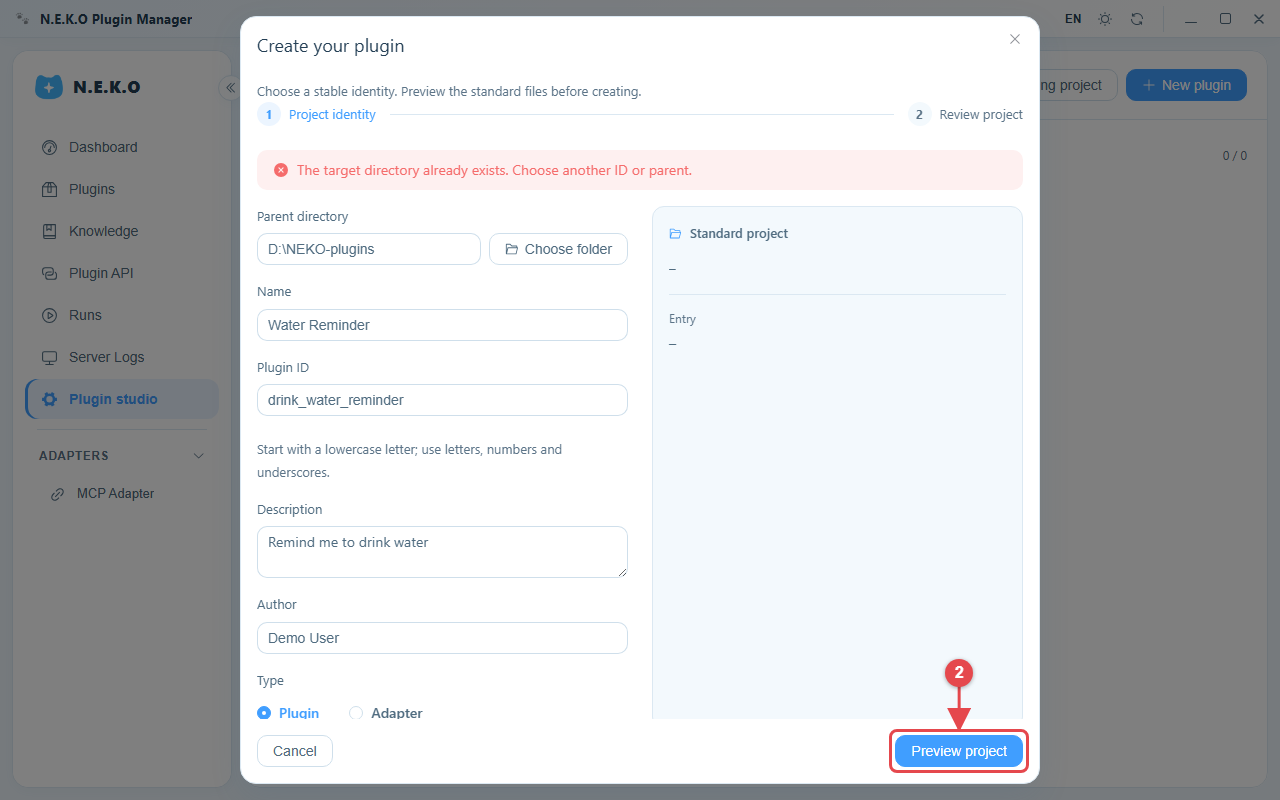 N.E.K.O Plugin Manager
EN
N.E.K.O
Dashboard
Plugins
Knowledge
Plugin API
Runs
Server Logs
Plugin studio
ADAPTERS
MCP Adapter
ng project
New plugin
0 / 0
Create your plugin
Choose a stable identity. Preview the standard files before creating.
1 Project identity
2 Review project
The target directory already exists. Choose another ID or parent.
Parent directory
D:\NEKO-plugins
Choose folder
Name
Water Reminder
Plugin ID
drink_water_reminder
Start with a lowercase letter; use letters, numbers and
underscores.
Description
Remind me to drink water
Author
Demo User
Type
Plugin
Adapter
Standard project
–
Entry
–
2
Cancel
Preview project